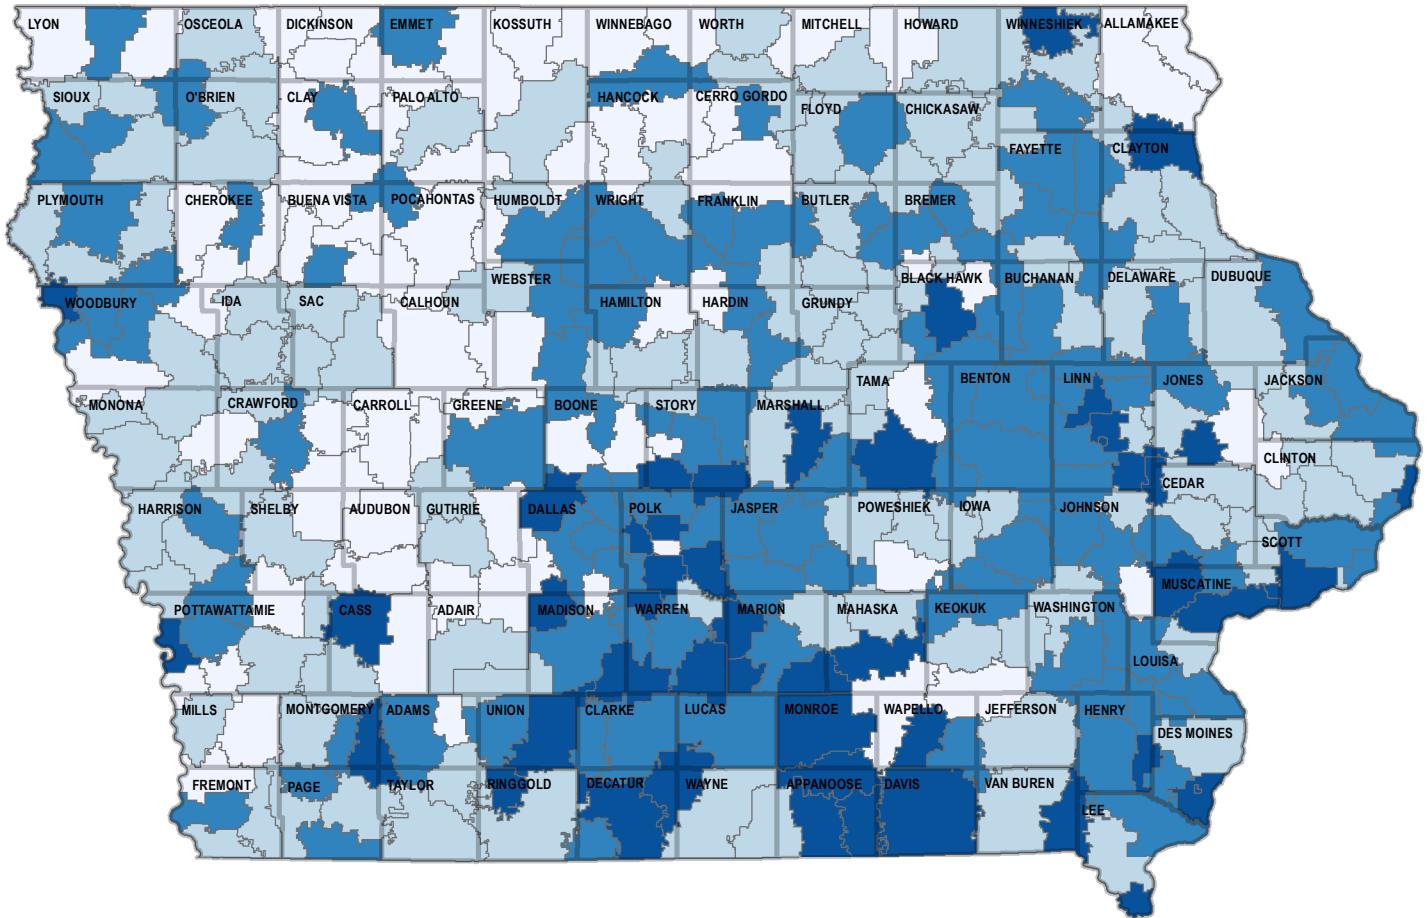 LYON
OSCEOLA
DICKINSON
EMMET
KOSSUTH
WINNEBAGO
WORTH
MITCHELL
HOWARD
WINNESHIEK
ALLAMAKEE
SIOUX
O'BRIEN
CLAY
PALO ALTO
HANCOCK
CERRO GORDO
FLOYD
CHICKASAW
FAYETTE
CLAYTON
PLYMOUTH
CHEROKEE
BUENA VISTA
POCAHONTAS
HUMBOLDT
WRIGHT
FRANKLIN
BUTLER
BREMER
WOODBURY
IDA
SAC
CALHOUN
WEBSTER
HAMILTON
HARDIN
GRUNDY
BLACK HAWK
BUCHANAN
DELAWARE
DUBUQUE
MONONA
CRAWFORD
CARROLL
GREENE
BOONE
STORY
MARSHALL
TAMA
BENTON
LINN
JONES
JACKSON
CLINTON
CEDAR
HARRISON
SHELBY
AUDUBON
GUTHRIE
DALLAS
POLK
JASPER
POWESHIEK
IOWA
JOHNSON
SCOTT
MUSCATINE
POTTAWATTAMIE
CASS
ADAIR
MADISON
WARREN
MARION
MAHASKA
KEOKUK
WASHINGTON
LOUISA
MILLS
MONTGOMERY
ADAMS
UNION
CLARKE
LUCAS
MONROE
WAPELLO
JEFFERSON
HENRY
DES MOINES
FREMONT
PAGE
TAYLOR
RINGGOLD
DECATUR
WAYNE
APPANOOSE
DAVIS
VAN BUREN
LEE